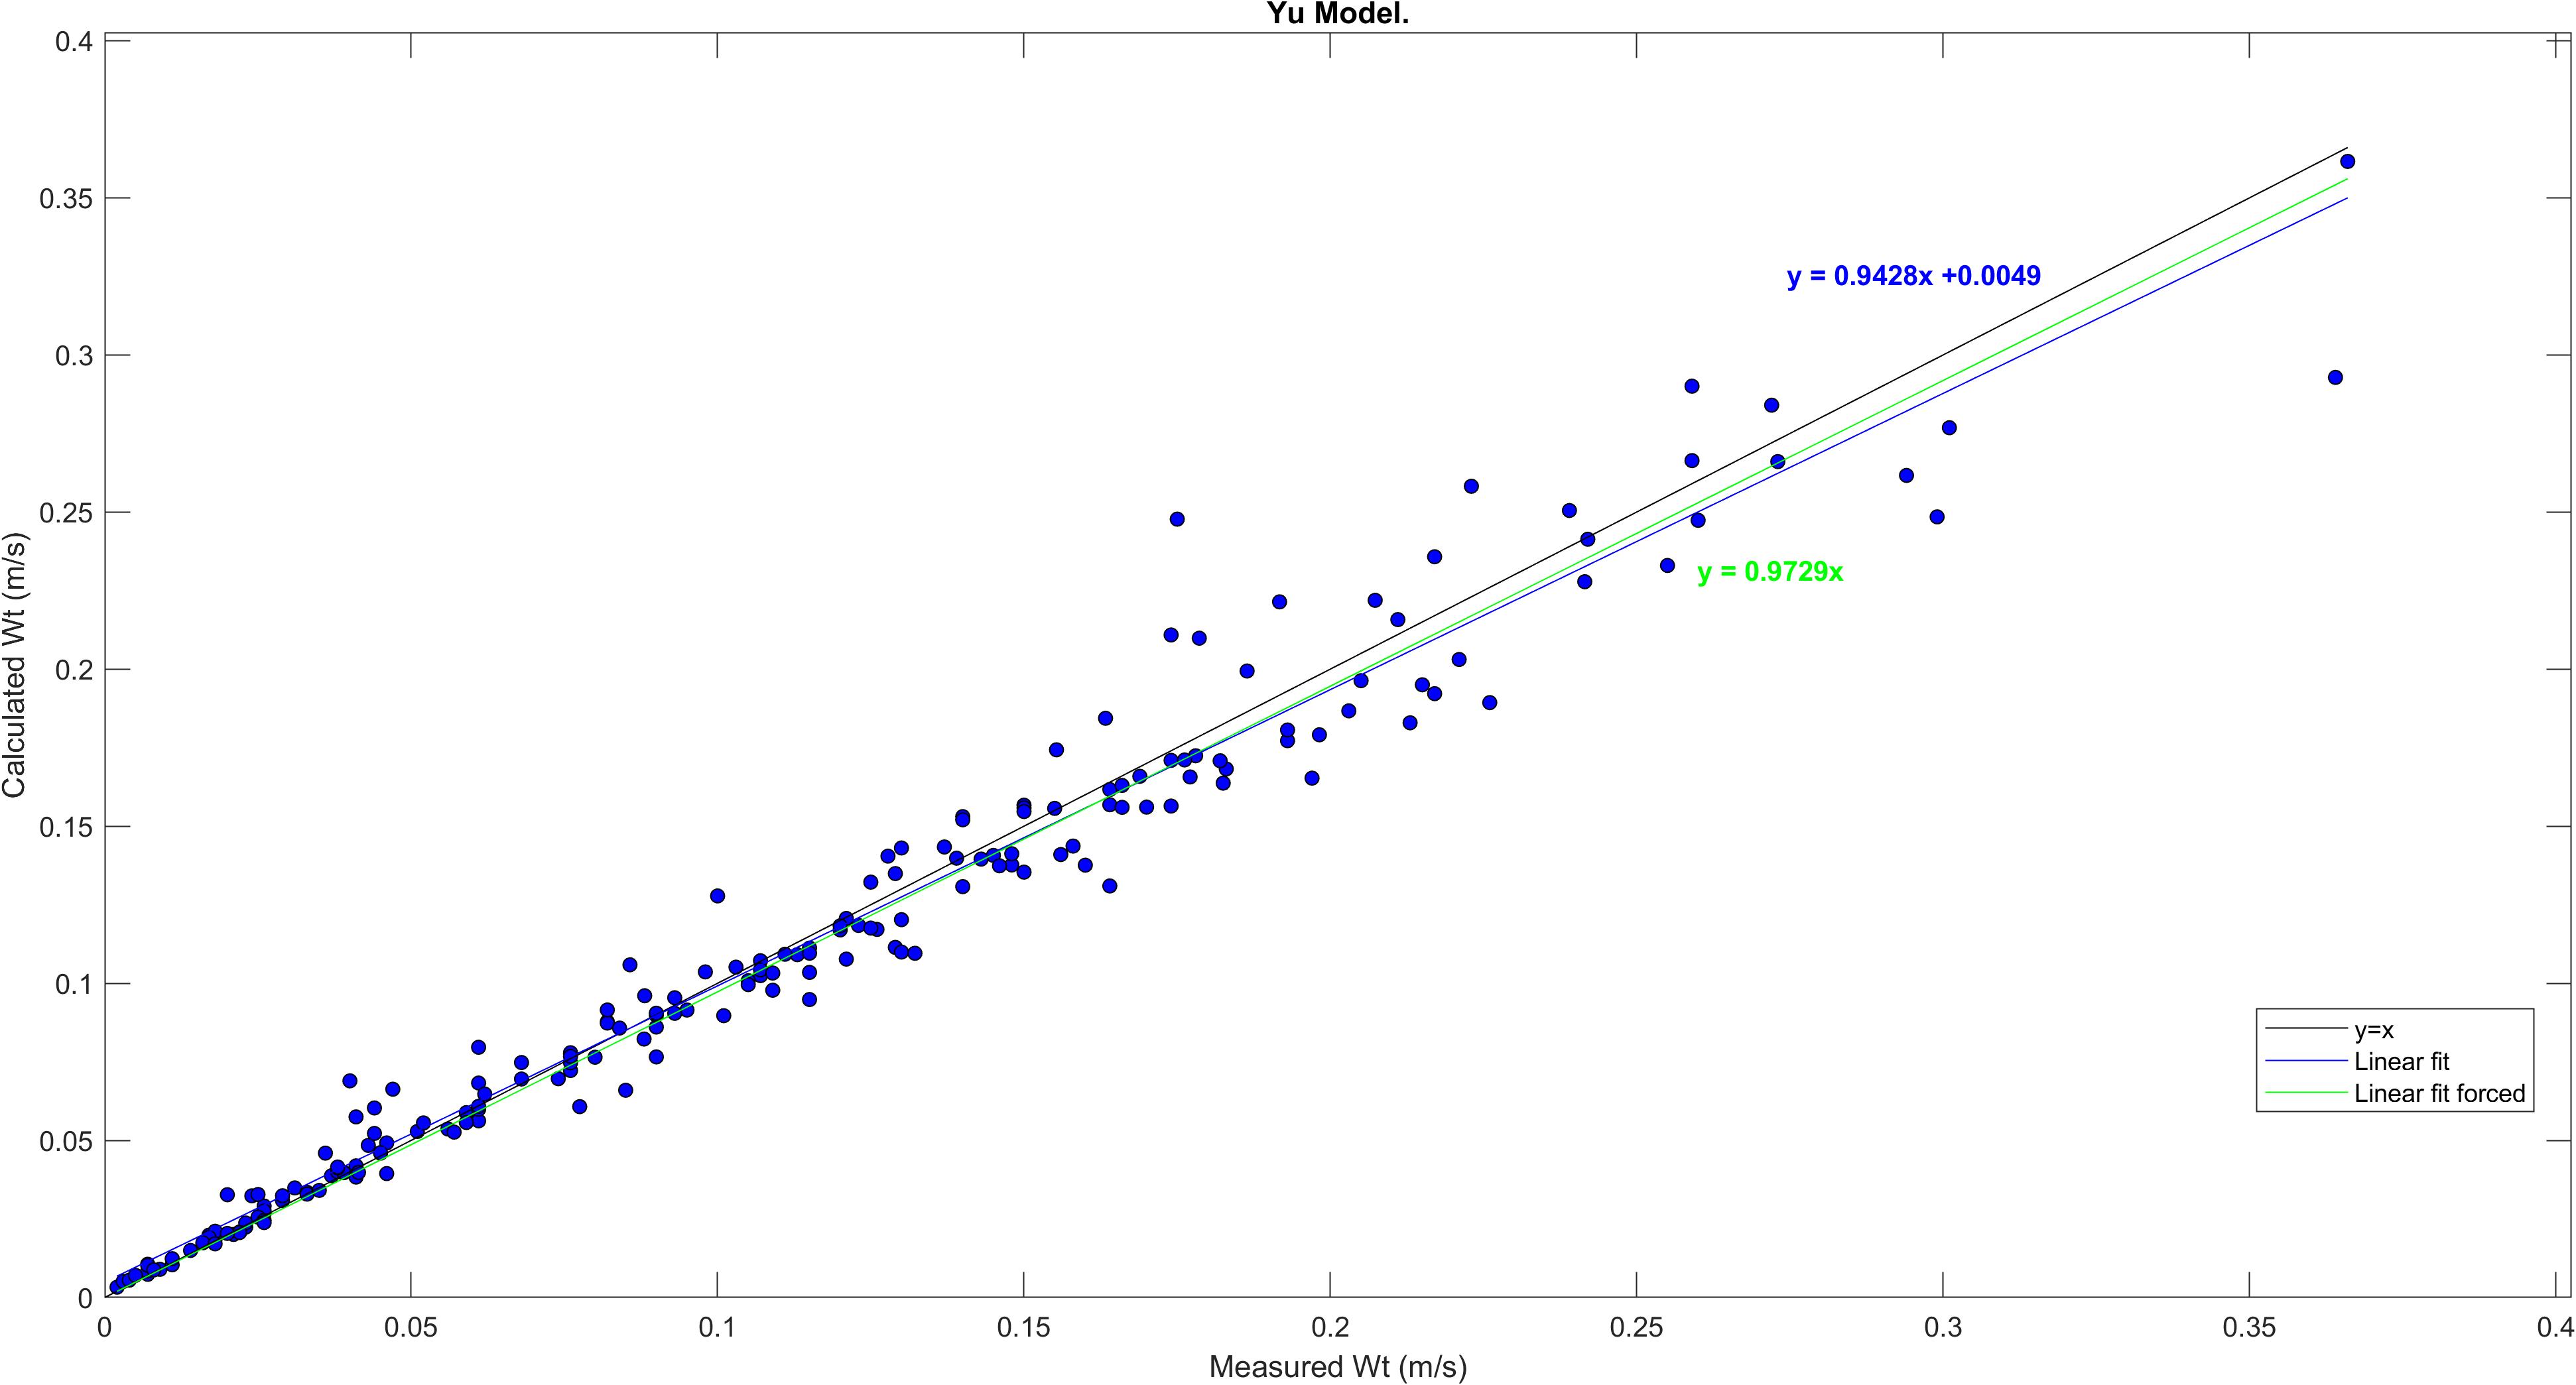 Yu Model.
0.4
0.35
0.3
0.25
0.2
0.15
0.1
0.05
0
Calculated Wt (m/s)
y = 0.9428x +0.0049
y = 0.9729x
y=x
Linear fit
Linear fit forced
0 0.05 0.1 0.15 0.2 0.25 0.3 0.35 0.4
Measured Wt (m/s)